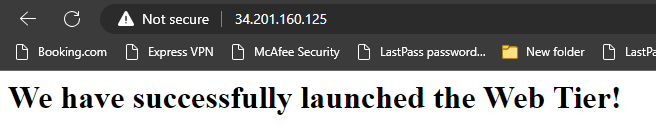 Not secure 34.201.160.125
Booking.com Express VPN McAfee Security LastPass password... New folder LastPa
We have successfully launched the Web Tier!